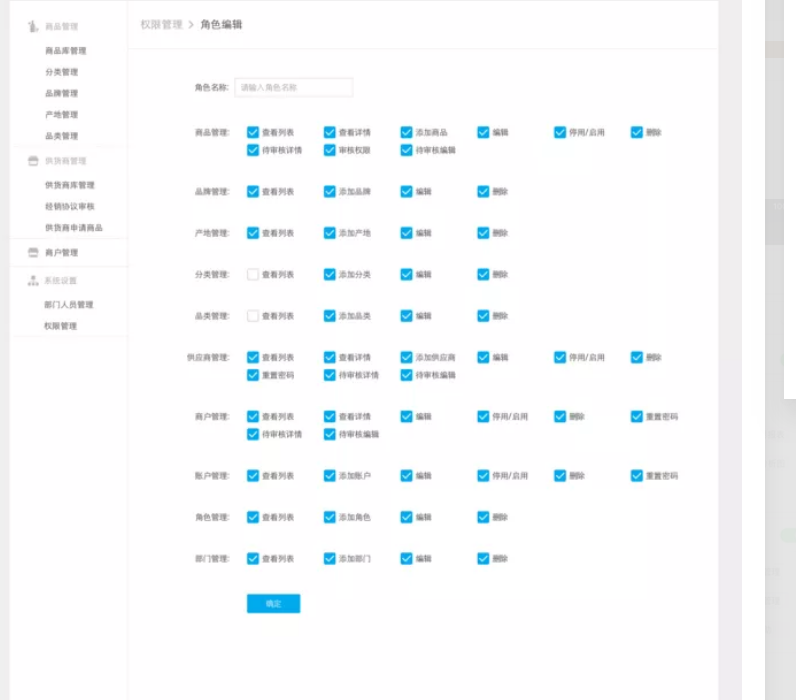 商品管理
商品库管理
分类管理
品牌管理
产地管理
品类管理
供货商管理
供货商库管理
经销协议审核
供货商申请商品
商户管理
系统设置
部门人员管理
权限管理
权限管理 > 角色编辑
角色名称: 请输入角色名称
商品管理: 查看列表 查看详情 添加商品 编辑 停用/启用 删除
待审核详情 审核权限 待审核编辑
品牌管理: 查看列表 添加品牌 编辑 删除
产地管理: 查看列表 添加产地 编辑 删除
分类管理: 查看列表 添加分类 编辑 删除
品类管理: 查看列表 添加品类 编辑 删除
供应商管理: 查看列表 查看详情 添加供应商 编辑 停用/启用 删除
重置密码 待审核详情 待审核编辑
商户管理: 查看列表 查看详情 编辑 停用/启用 删除 重置密码
待审核详情 待审核编辑
账户管理: 查看列表 添加账户 编辑 停用/启用 删除 重置密码
角色管理: 查看列表 添加角色 编辑 删除
部门管理: 查看列表 添加部门 编辑 删除
确定